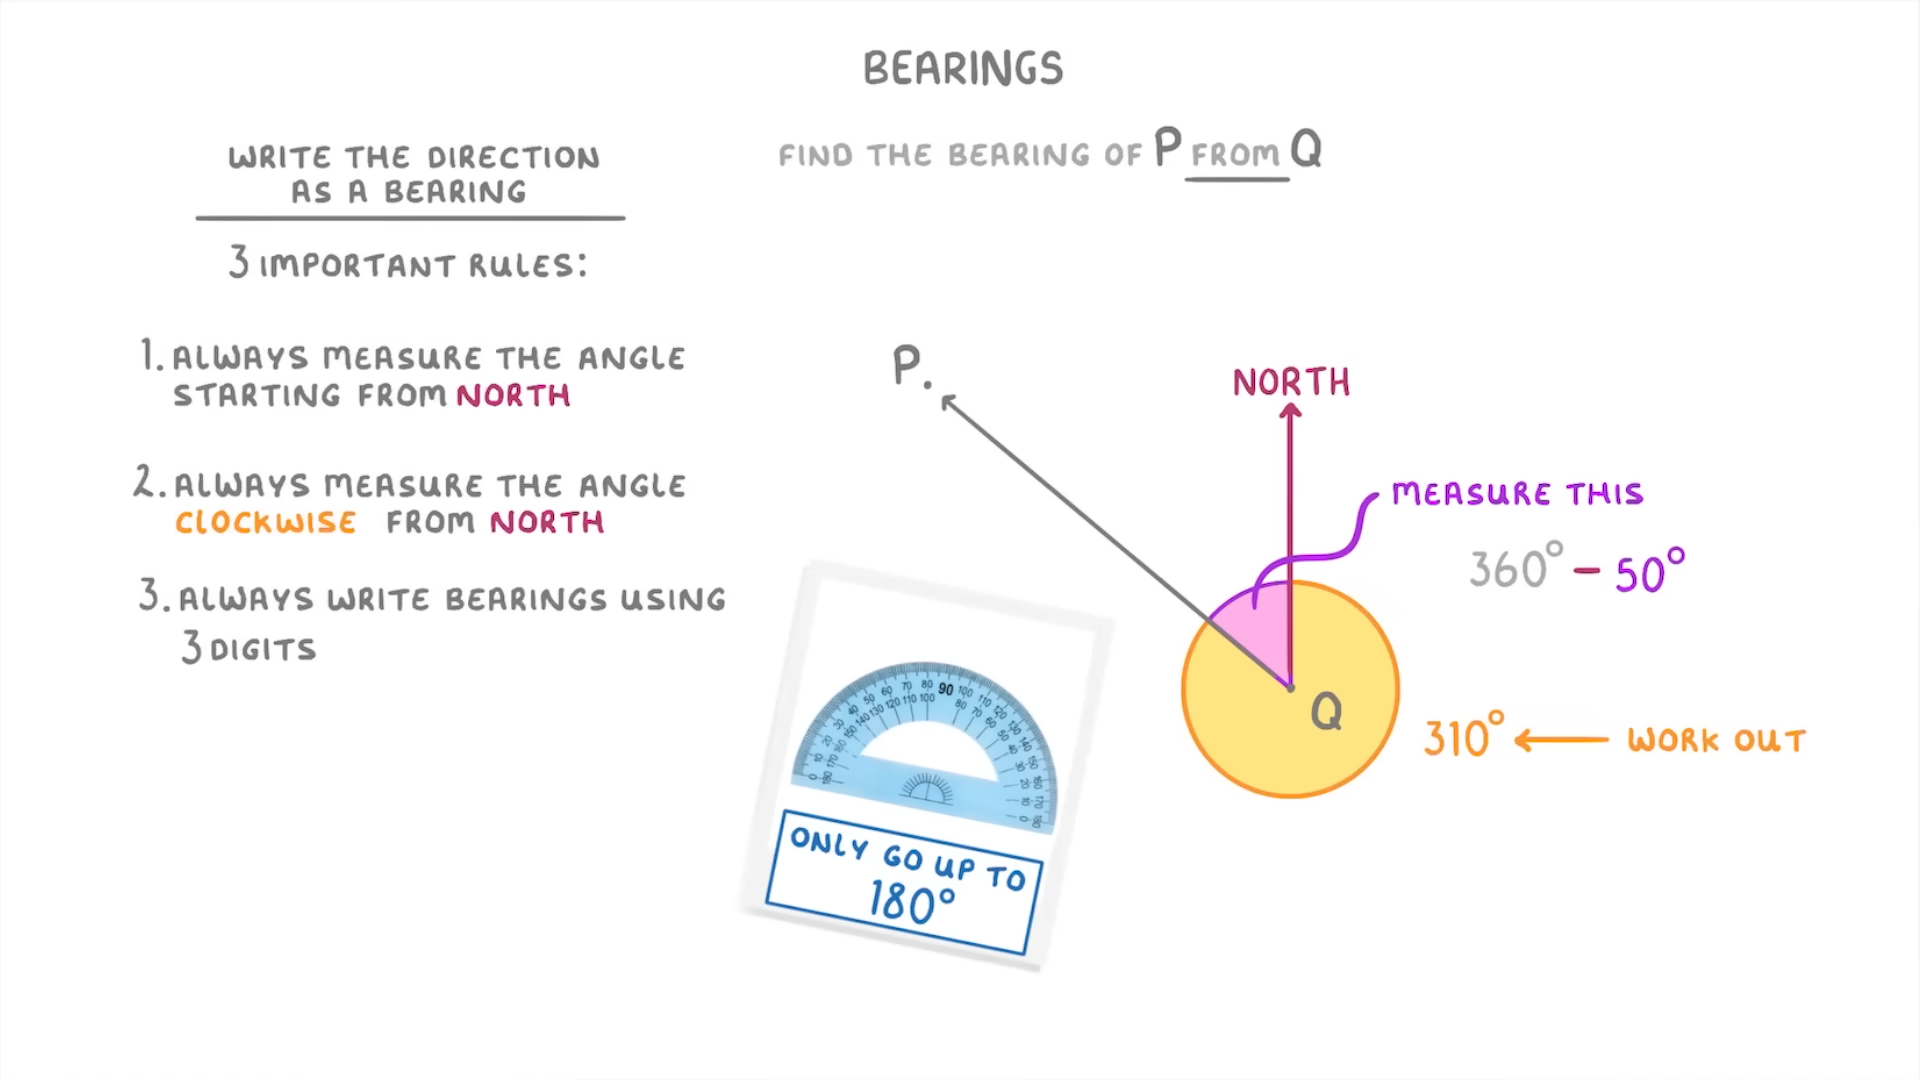 BEARINGS
WRITE THE DIRECTION
AS A BEARING
3 IMPORTANT RULES:
1. ALWAYS MEASURE THE ANGLE
STARTING FROM NORTH
2. ALWAYS MEASURE THE ANGLE
CLOCKWISE FROM NORTH
3. ALWAYS WRITE BEARINGS USING
3 DIGITS
FIND THE BEARING OF P FROM Q
P.
NORTH
MEASURE THIS
360° - 50°
Q
310° ← WORK OUT
90
ONLY GO UP TO
180°